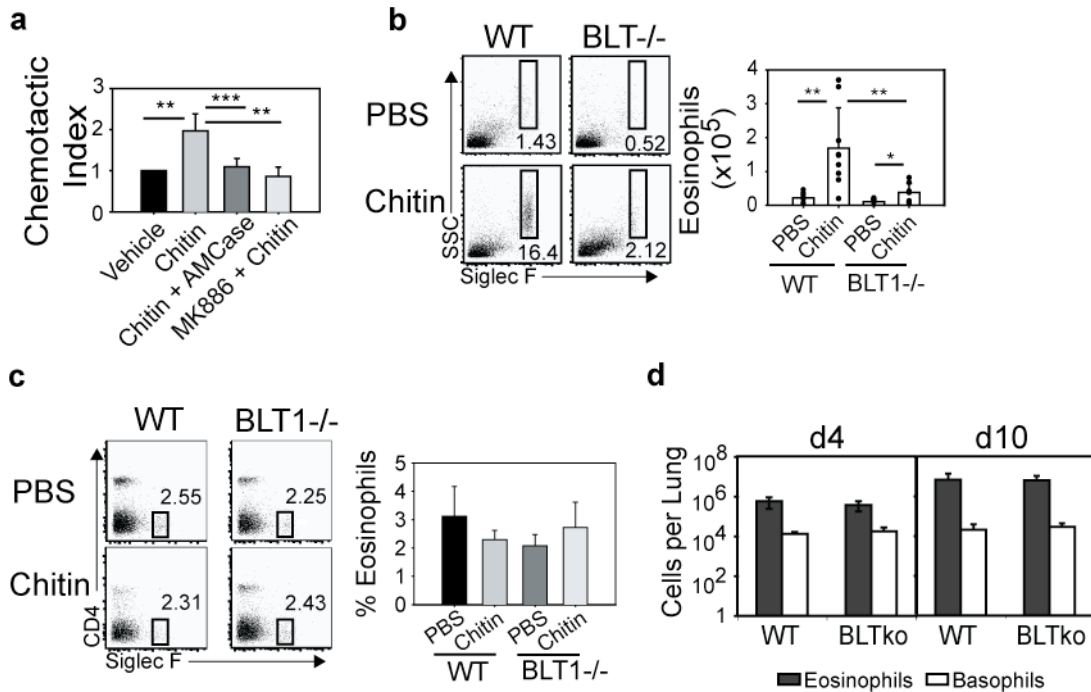 a
Chemotactic
Index
3
2
1
0
**
***
**
Vehicle
Chitin
Chitin + AMCase
MK886 + Chitin
b
WT
BLT-/-
PBS
1.43
0.52
Chitin
16.4
2.12
SSC
Siglec F
Eosinophils
(x10⁵)
4
3
2
1
0
**
**
*
PBS
Chitin
PBS
Chitin
WT
BLT1-/-
c
WT
BLT1-/-
PBS
2.55
2.25
Chitin
2.31
2.43
CD4
Siglec F
% Eosinophils
5
4
3
2
1
0
PBS
Chitin
PBS
Chitin
WT
BLT1-/-
d
d4
d10
Cells per Lung
10⁸
10⁶
10⁴
10²
1
WT
BLTko
WT
BLTko
Eosinophils
Basophils